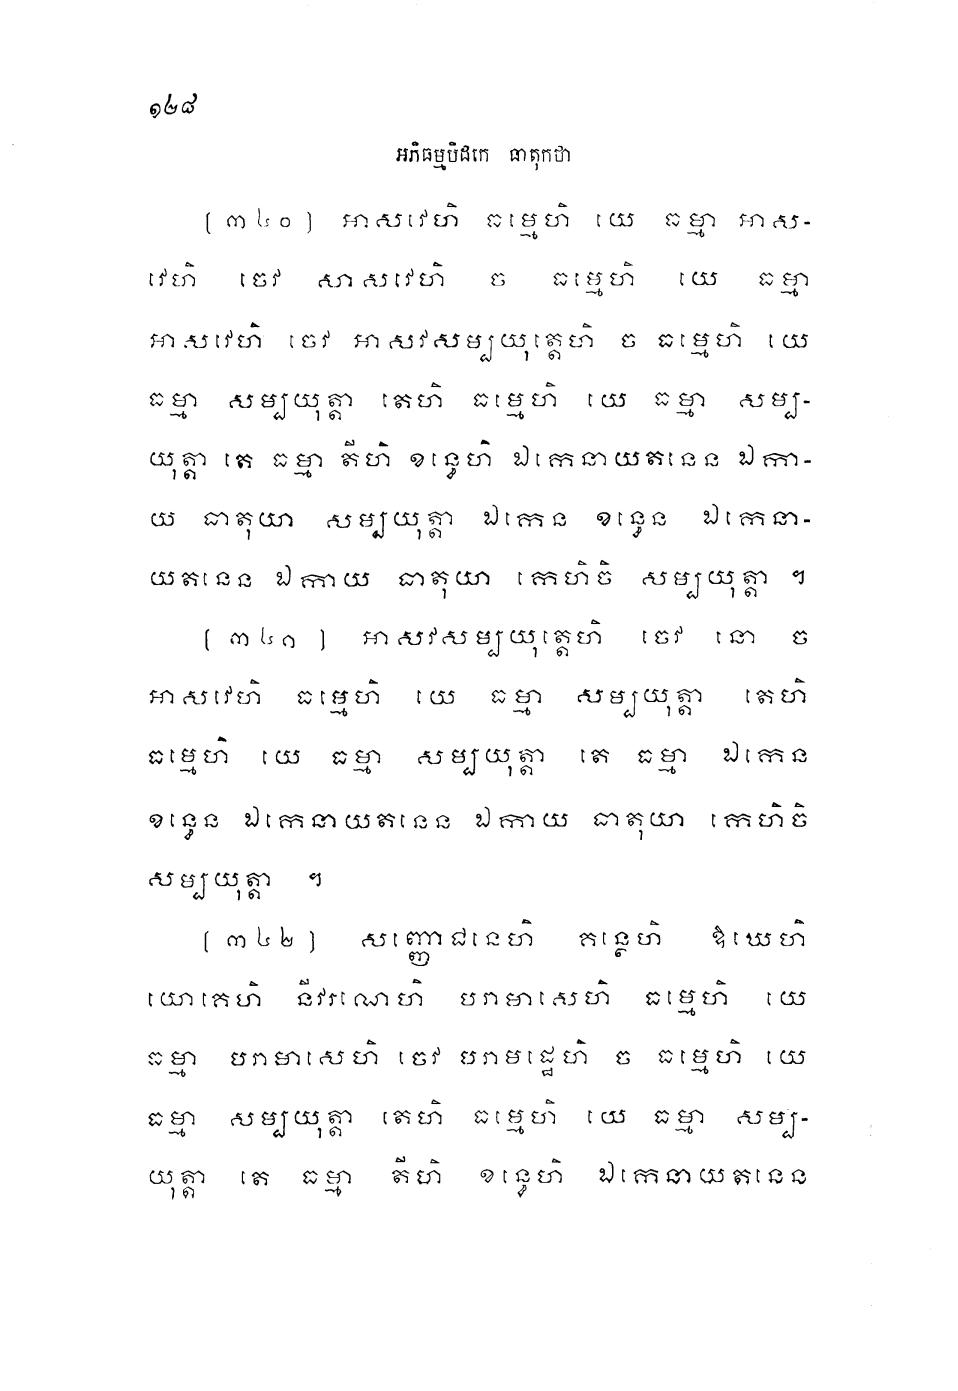 ១២៨
អភិធម្មបិដកេ ធាតុកថា
[៣៤០] អាសវេហិ ធម្មេហិ យេ ធម្មា អាស-
វេហិ ចេវ សាសវេហិ ច ធម្មេហិ យេ ធម្មា
អាសវេហិ ចេវ អាសវសម្បយុត្តេហិ ច ធម្មេហិ យេ
ធម្មា សម្បយុត្តា តេហិ ធម្មេហិ យេ ធម្មា សម្ប-
យុត្តា តេ ធម្មា តីហិ ខន្ធេហិ ឯកេនាយតនេន ឯកា-
យ ធាតុយា សម្បយុត្តា ឯកេន ខន្ធេន ឯកេនា-
យតនេន ឯកាយ ធាតុយា កេហិចិ សម្បយុត្តា ។
[៣៤១] អាសវសម្បយុត្តេហិ ចេវ នោ ច
អាសវេហិ ធម្មេហិ យេ ធម្មា សម្បយុត្តា តេហិ
ធម្មេហិ យេ ធម្មា សម្បយុត្តា តេ ធម្មា ឯកេន
ខន្ធេន ឯកេនាយតនេន ឯកាយ ធាតុយា កេហិចិ
សម្បយុត្តា ។
[៣៤២] សញ្ញោជនេហិ គន្ថេហិ ឱឃេហិ
យោគេហិ នីវរណេហិ បរាមាសេហិ ធម្មេហិ យេ
ធម្មា បរាមាសេហិ ចេវ បរាមដ្ឋេហិ ច ធម្មេហិ យេ
ធម្មា សម្បយុត្តា តេហិ ធម្មេហិ យេ ធម្មា សម្ប-
យុត្តា តេ ធម្មា តីហិ ខន្ធេហិ ឯកេនាយតនេន